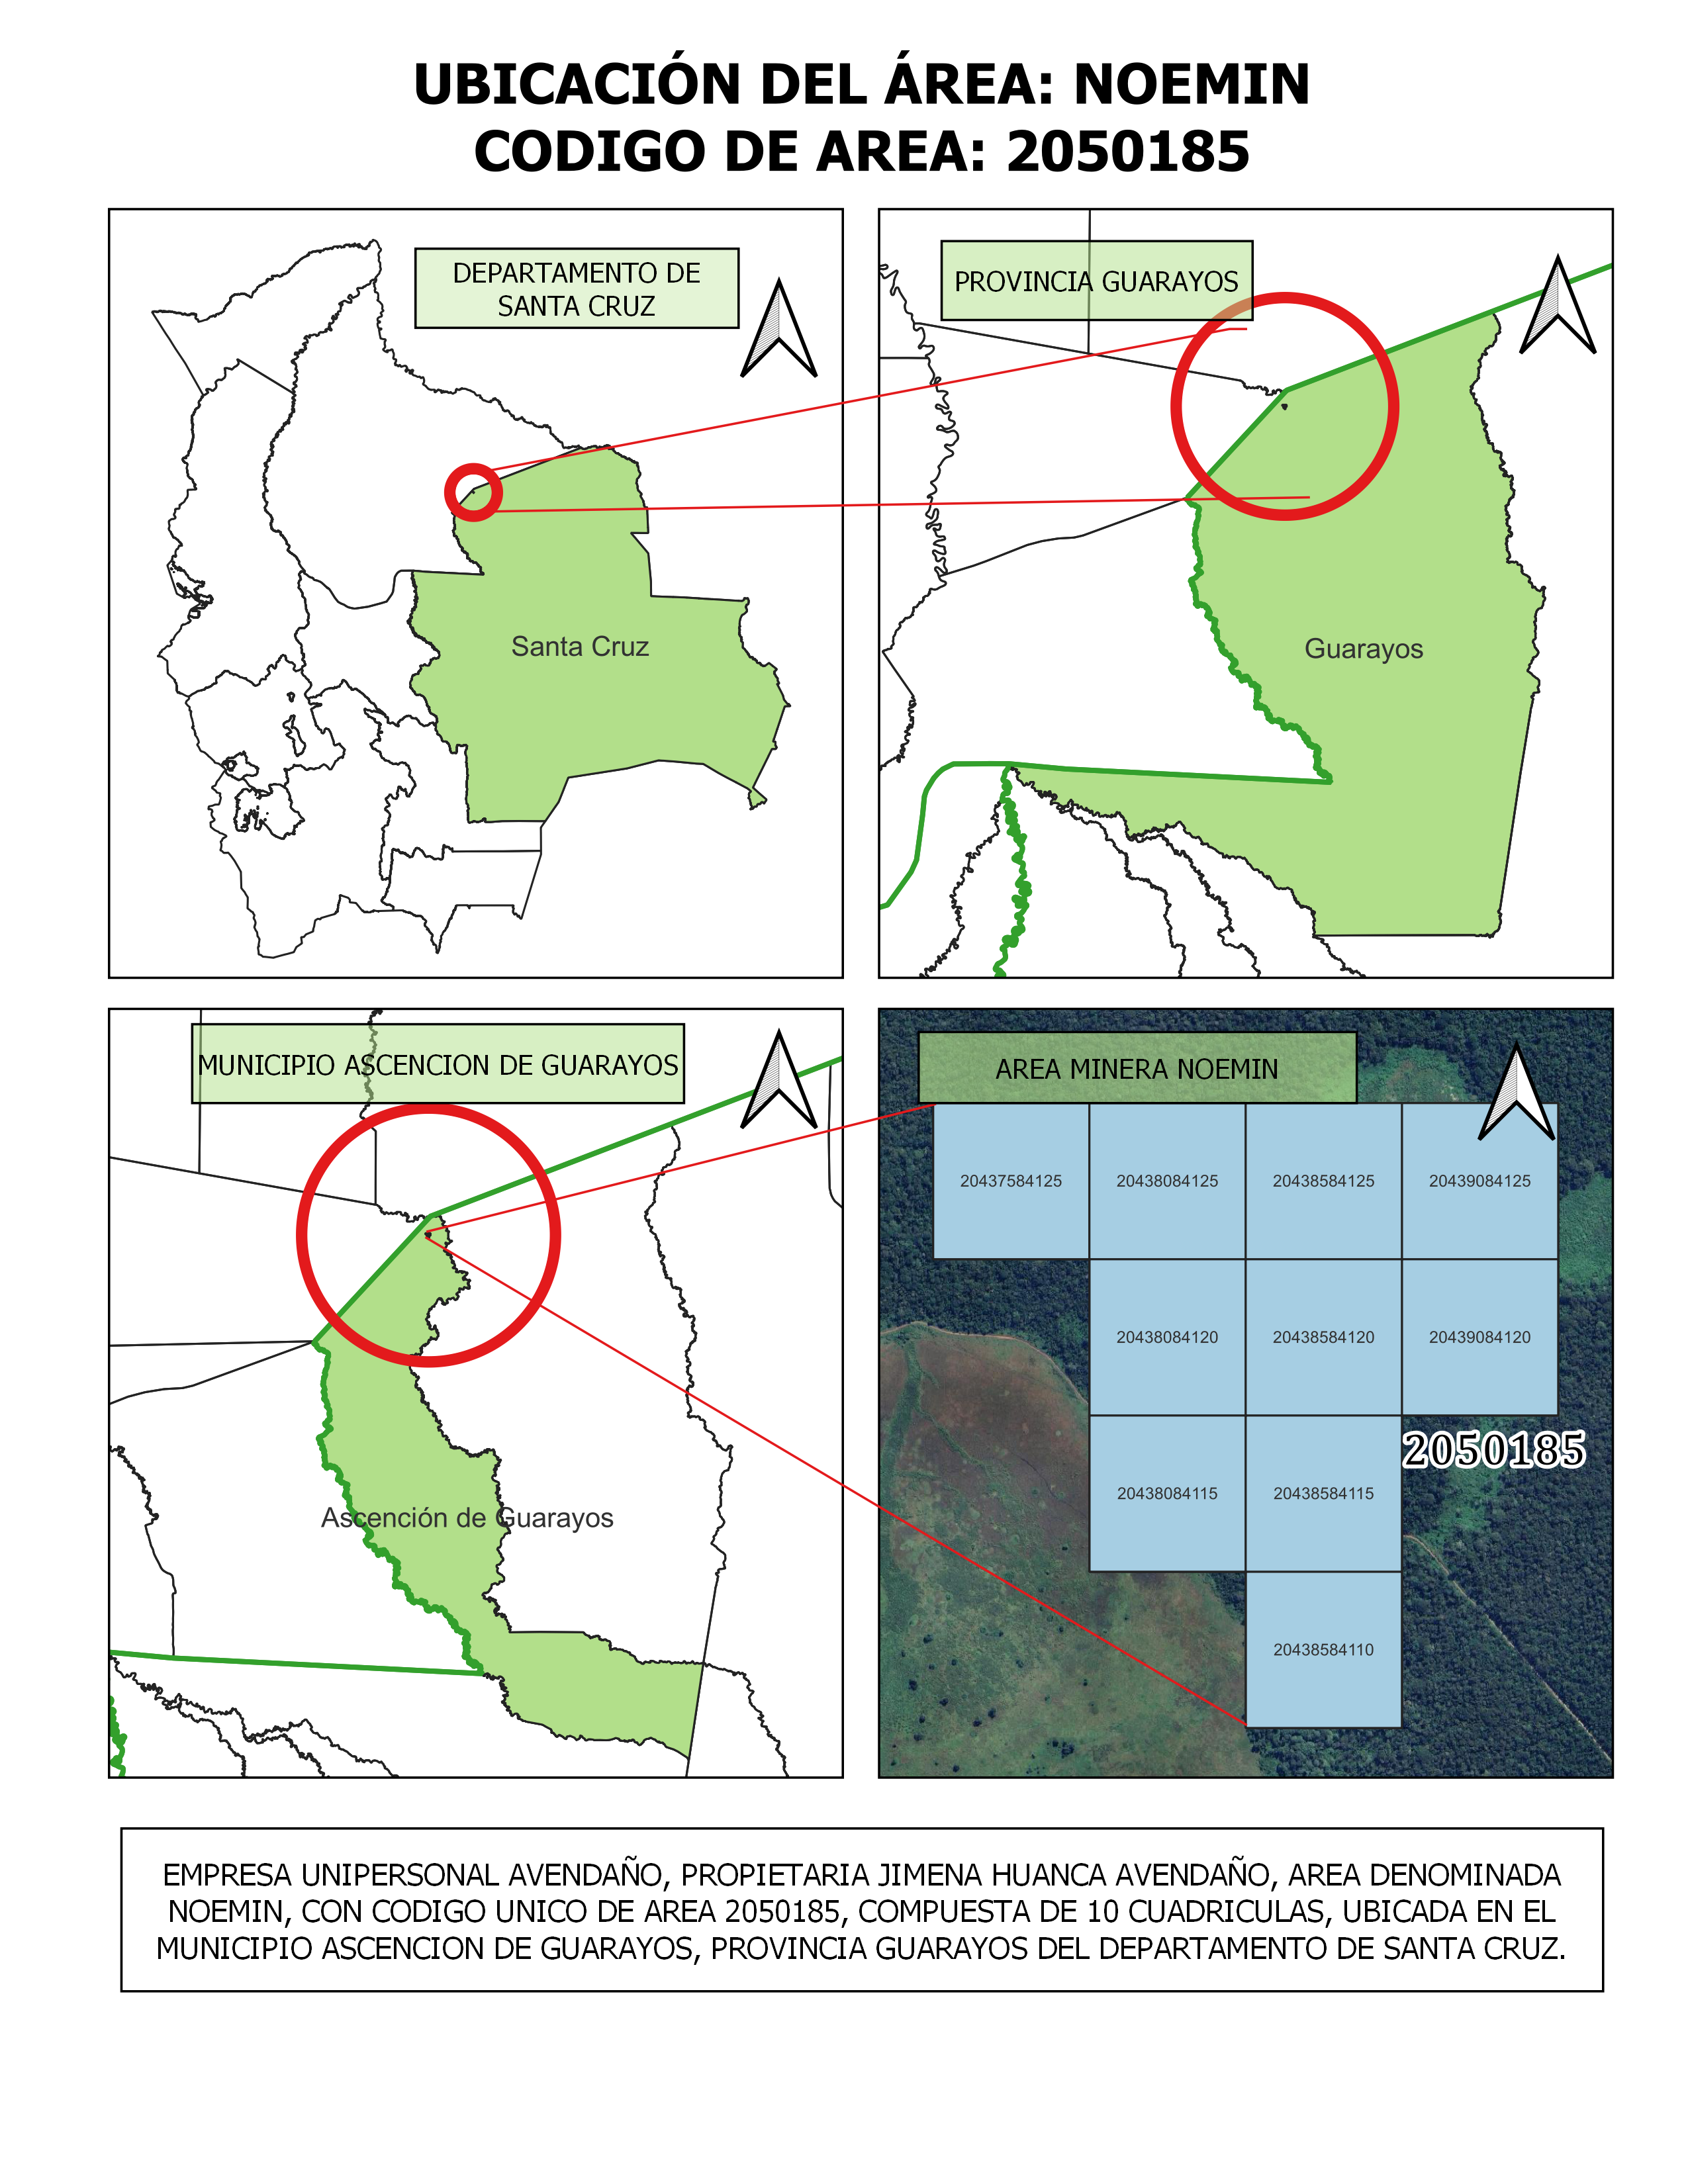 UBICACIÓN DEL ÁREA: NOEMIN
CODIGO DE AREA: 2050185
DEPARTAMENTO DE
SANTA CRUZ
Santa Cruz
PROVINCIA GUARAYOS
Guarayos
MUNICIPIO ASCENCION DE GUARAYOS
Ascención de Guarayos
AREA MINERA NOEMIN
20437584125
20438084125
20438584125
20439084125
20438084120
20438584120
20439084120
2050185
20438084115
20438584115
20438584110
EMPRESA UNIPERSONAL AVENDAÑO, PROPIETARIA JIMENA HUANCA AVENDAÑO, AREA DENOMINADA
NOEMIN, CON CODIGO UNICO DE AREA 2050185, COMPUESTA DE 10 CUADRICULAS, UBICADA EN EL
MUNICIPIO ASCENCION DE GUARAYOS, PROVINCIA GUARAYOS DEL DEPARTAMENTO DE SANTA CRUZ.